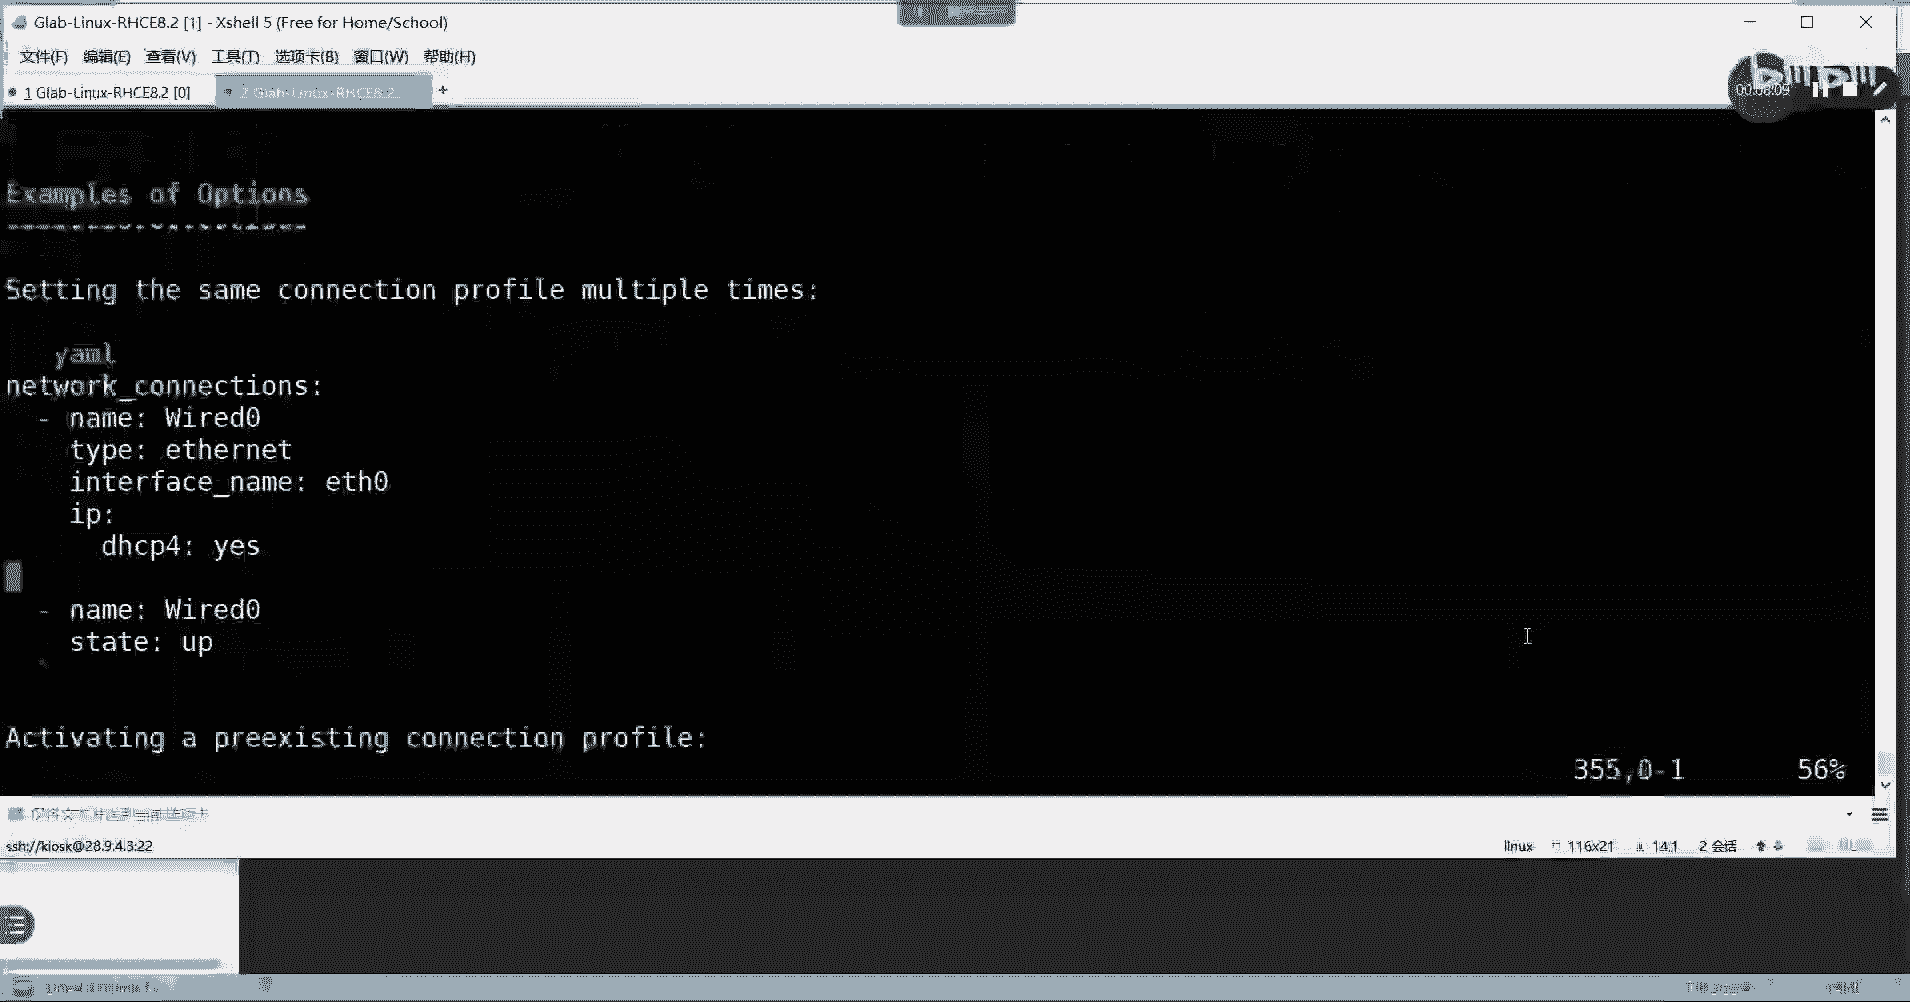 Glab-Linux-RHCE8.2 [1] - Xshell 5 (Free for Home/School)
文件(F) 编辑(E) 查看(V) 工具(T) 选项卡(B) 窗口(W) 帮助(H)
1 Glab-Linux-RHCE8.2 [0] 2 Glab-Linux-RHCE8.2 +
Examples of Options
Setting the same connection profile multiple times:
yaml
network_connections:
- name: Wired0
type: ethernet
interface_name: eth0
ip:
dhcp4: yes
- name: Wired0
state: up
Activating a preexisting connection profile:
355,0-1 56%
ssh://kiosk@28.9.4.3:22
linux 116x21 14,1 2 会话